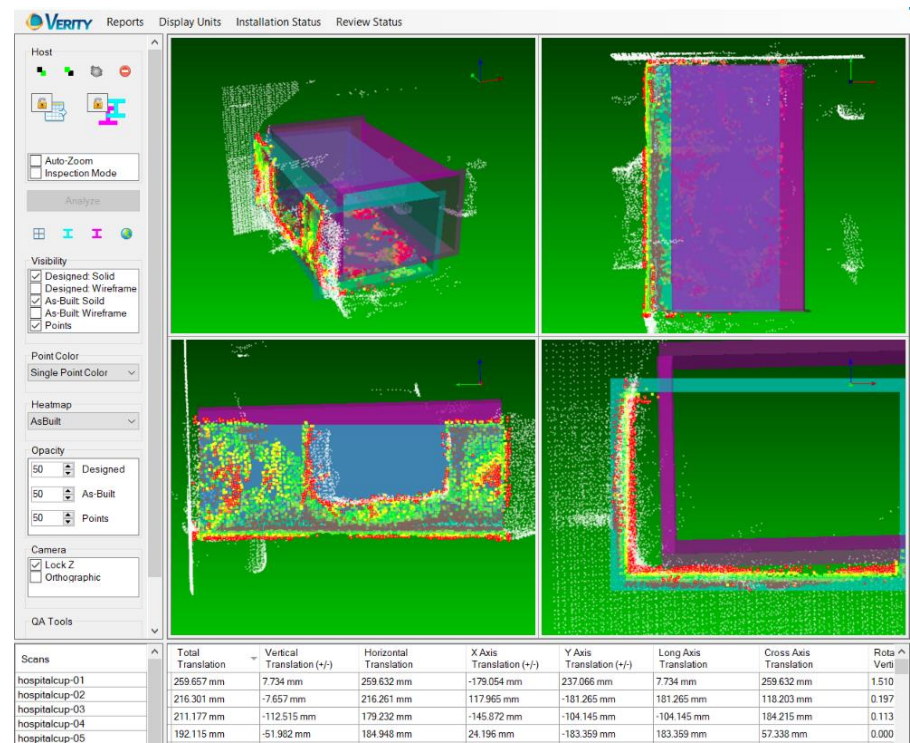 VERITY Reports Display Units Installation Status Review Status
Host
Auto-Zoom
Inspection Mode
Analyze
Visibility
Designed: Solid
Designed: Wireframe
As-Built: Soild
As-Built: Wireframe
Points
Point Color
Single Point Color
Heatmap
AsBuilt
Opacity
50 Designed
50 As-Built
50 Points
Camera
Lock Z
Orthographic
QA Tools
Scans
hospitalcup-01
hospitalcup-02
hospitalcup-03
hospitalcup-04
hospitalcup-05
Total Vertical Horizontal X Axis Y Axis Long Axis Cross Axis Rota
Translation Translation (+/-) Translation Translation (+/-) Translation (+/-) Translation Translation Verti
259.657 mm 7.734 mm 259.632 mm -179.054 mm 237.066 mm 7.734 mm 259.632 mm 1.510
216.301 mm -7.657 mm 216.261 mm 117.965 mm -181.265 mm 181.265 mm 118.203 mm 0.197
211.177 mm -112.515 mm 179.232 mm -145.872 mm -104.145 mm -104.145 mm 184.215 mm 0.113
192.115 mm -51.982 mm 184.948 mm 24.196 mm -183.359 mm 183.359 mm 57.338 mm 0.000